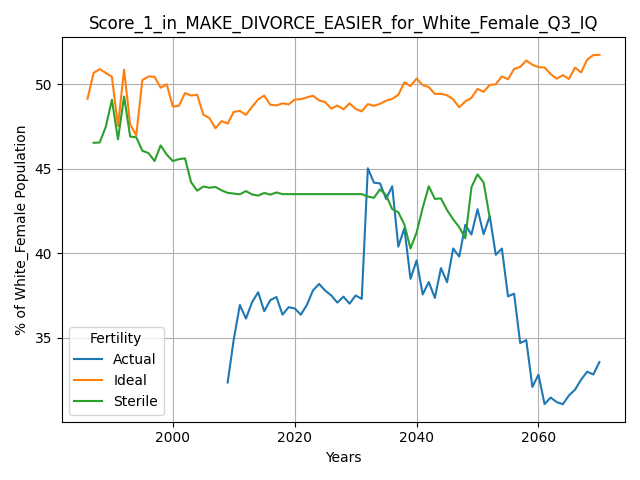 Score_1_in_MAKE_DIVORCE_EASIER_for_White_Female_Q3_IQ
% of White_Female Population
50
45
40
35
Fertility
Actual
Ideal
Sterile
2000
2020
2040
2060
Years